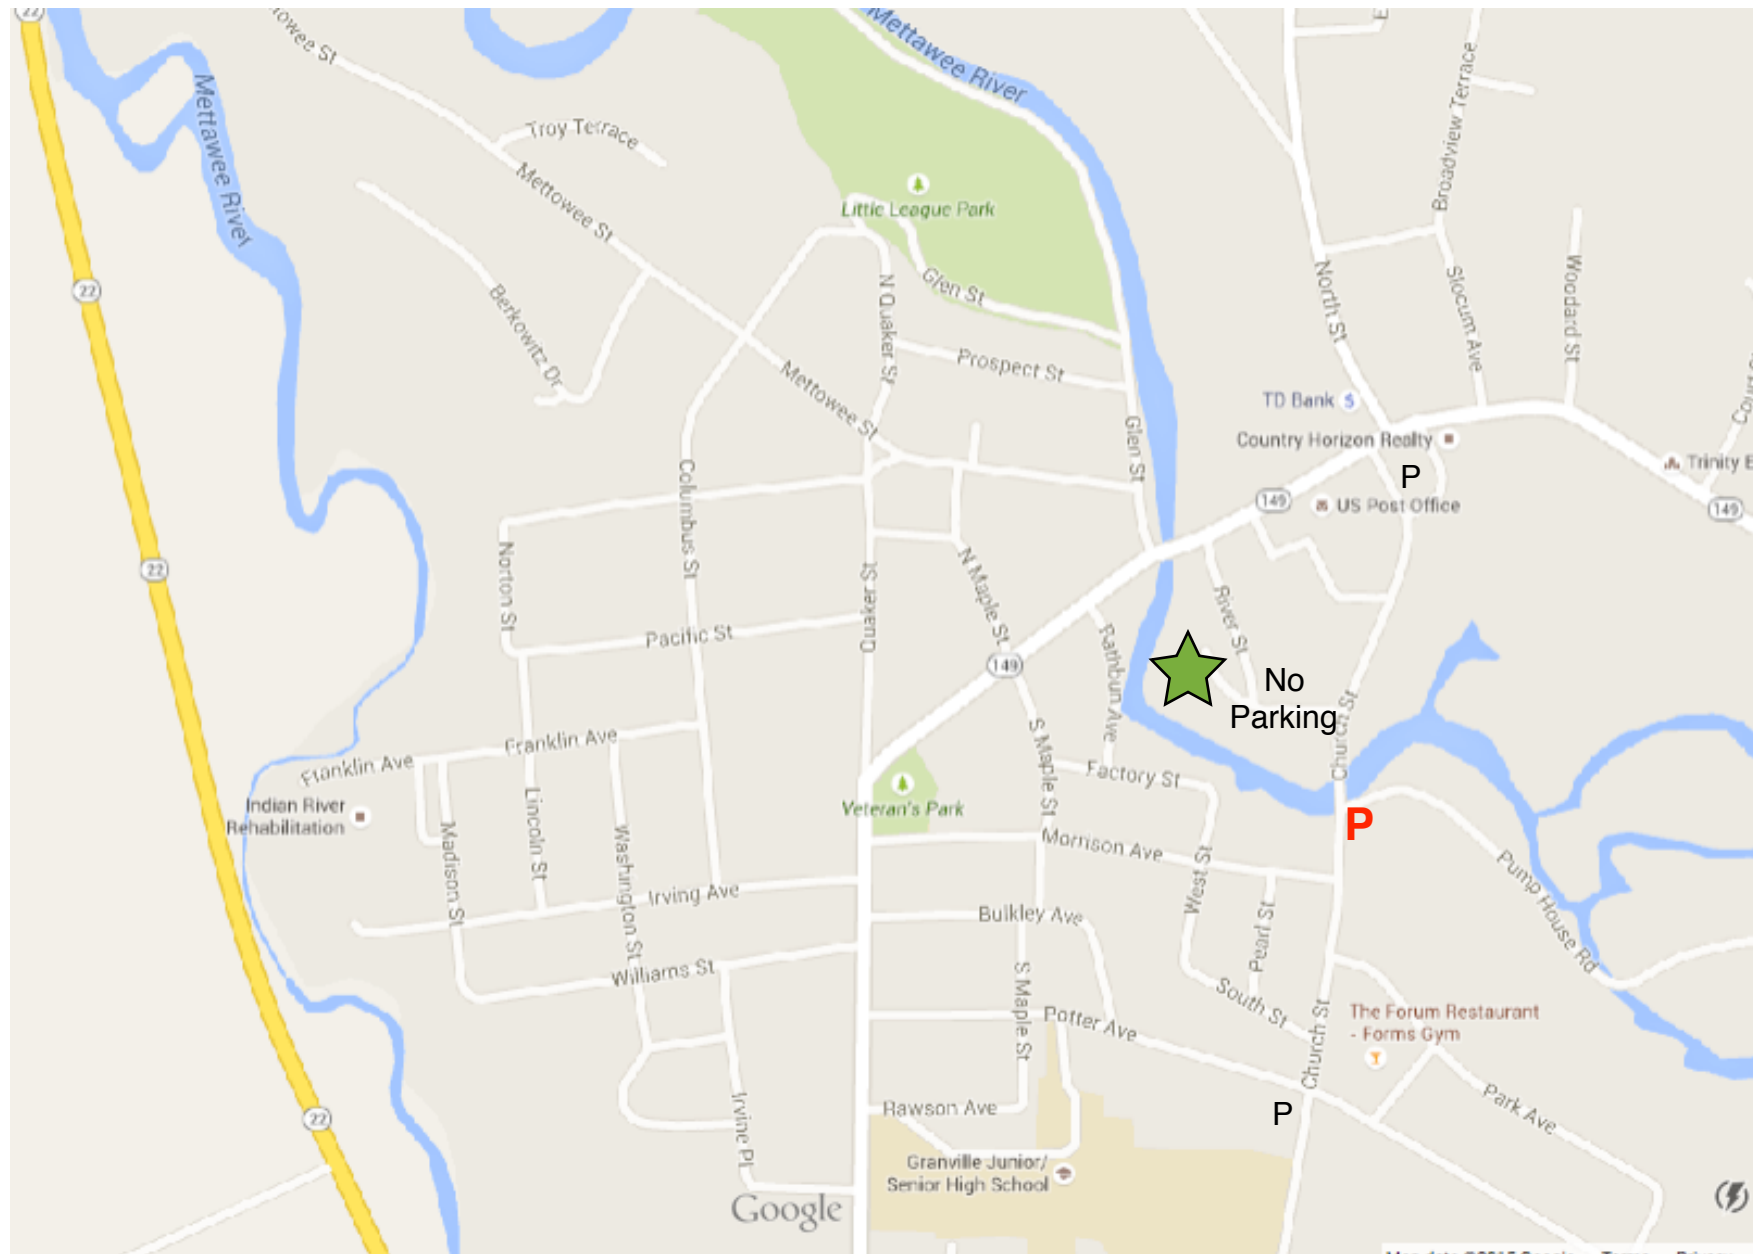 22
Mettowee St
Mettawee River
Mettawee River
Troy Terrace
Mettowee St
Little League Park
Broadview Terrace
22
Berkowitz Dr
N Quaker St
Glen St
North St
Slocum Ave
Woodard St
Prospect St
Mettowee St
TD Bank
$
Country Horizon Realty
Glen St
P
Trinity E
149
US Post Office
149
Columbus St
Norton St
22
Quaker St
N Maple St
River St
Pacific St
149
Rathbun Ave
No
Parking
Church St
S Maple St
Franklin Ave
Franklin Ave
Factory St
Indian River
Rehabilitation
Veteran's Park
P
Lincoln St
Madison St
Washington St
Morrison Ave
West St
Pump House Rd
Irving Ave
Bulkley Ave
Pearl St
Williams St
S Maple St
South St
Potter Ave
The Forum Restaurant
- Forms Gym
Church St
Park Ave
22
Rawson Ave
P
Irvine Pl
Granville Junior/
Senior High School
Google